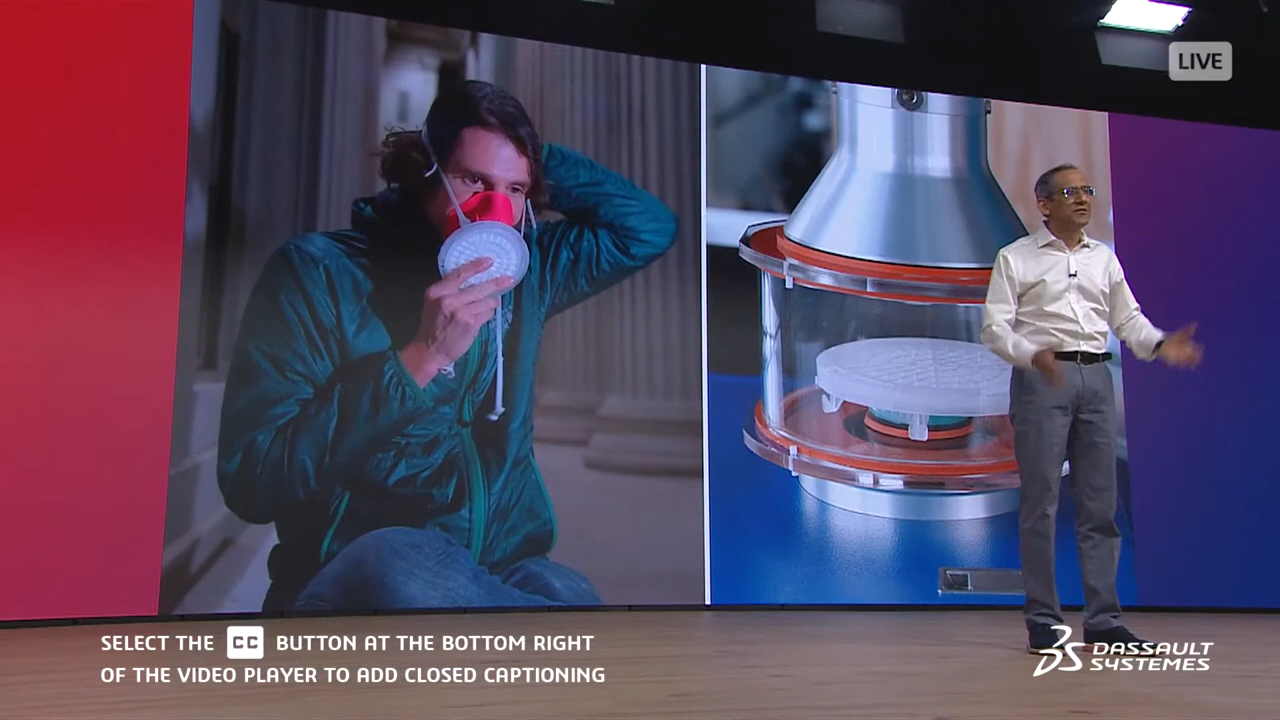 LIVE
SELECT THE CC BUTTON AT THE BOTTOM RIGHT
OF THE VIDEO PLAYER TO ADD CLOSED CAPTIONING
DASSAULT
SYSTEMES